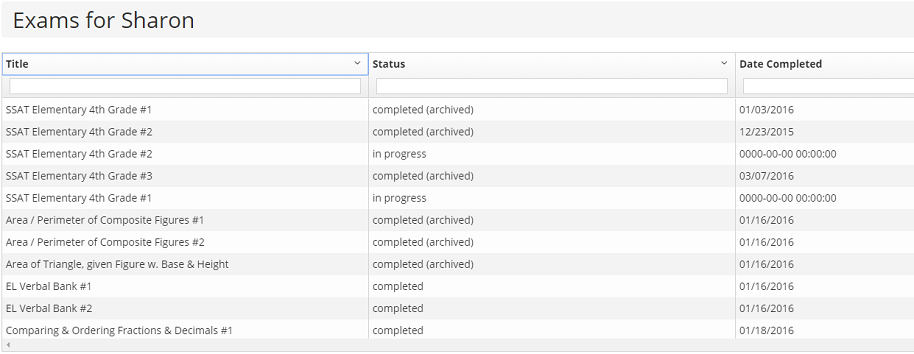 Exams for Sharon
Title Status Date Completed
SSAT Elementary 4th Grade #1 completed (archived) 01/03/2016
SSAT Elementary 4th Grade #2 completed (archived) 12/23/2015
SSAT Elementary 4th Grade #2 in progress 0000-00-00 00:00:00
SSAT Elementary 4th Grade #3 completed (archived) 03/07/2016
SSAT Elementary 4th Grade #1 in progress 0000-00-00 00:00:00
Area / Perimeter of Composite Figures #1 completed (archived) 01/16/2016
Area / Perimeter of Composite Figures #2 completed (archived) 01/16/2016
Area of Triangle, given Figure w. Base & Height completed (archived) 01/16/2016
EL Verbal Bank #1 completed 01/16/2016
EL Verbal Bank #2 completed 01/16/2016
Comparing & Ordering Fractions & Decimals #1 completed 01/18/2016